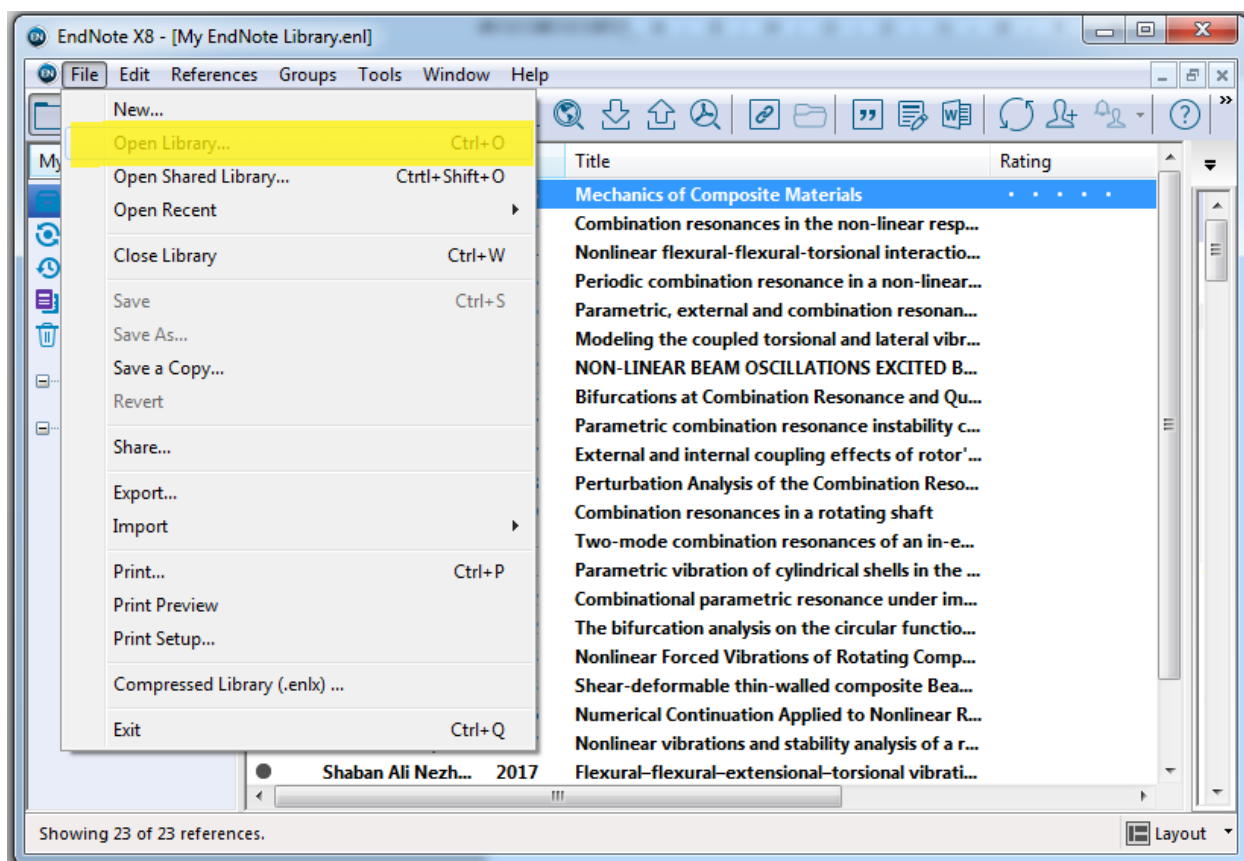 EndNote X8 - [My EndNote Library.enl]
File Edit References Groups Tools Window Help
New...
Open Library... Ctrl+O
Open Shared Library... Ctrtl+Shift+O
Open Recent
Close Library Ctrl+W
Save Ctrl+S
Save As...
Save a Copy...
Revert
Share...
Export...
Import
Print... Ctrl+P
Print Preview
Print Setup...
Compressed Library (.enlx) ...
Exit Ctrl+Q
My
Title Rating
Mechanics of Composite Materials
Combination resonances in the non-linear resp...
Nonlinear flexural-flexural-torsional interactio...
Periodic combination resonance in a non-linear...
Parametric, external and combination resonan...
Modeling the coupled torsional and lateral vibr...
NON-LINEAR BEAM OSCILLATIONS EXCITED B...
Bifurcations at Combination Resonance and Qu...
Parametric combination resonance instability c...
External and internal coupling effects of rotor'...
Perturbation Analysis of the Combination Reso...
Combination resonances in a rotating shaft
Two-mode combination resonances of an in-e...
Parametric vibration of cylindrical shells in the ...
Combinational parametric resonance under im...
The bifurcation analysis on the circular functio...
Nonlinear Forced Vibrations of Rotating Comp...
Shear-deformable thin-walled composite Bea...
Numerical Continuation Applied to Nonlinear R...
Nonlinear vibrations and stability analysis of a r...
Shaban Ali Nezh... 2017 Flexural–flexural–extensional–torsional vibrati...
Showing 23 of 23 references.
Layout